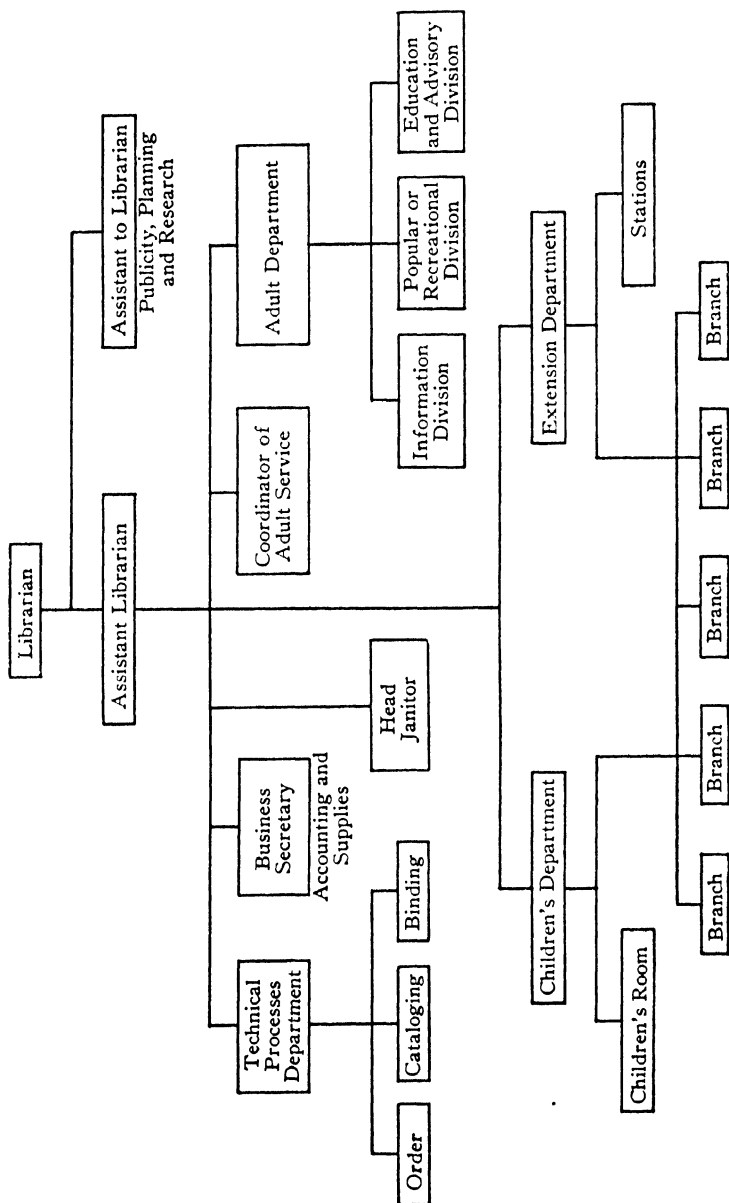 Librarian
Assistant Librarian
Assistant to Librarian
Publicity, Planning
and Research
Technical
Processes
Department
Business
Secretary
Accounting and
Supplies
Coordinator of
Adult Service
Adult Department
Order
Cataloging
Binding
Head
Janitor
Information
Division
Popular or
Recreational
Division
Education
and Advisory
Division
Children's Department
Extension Department
Children's Room
Stations
Branch
Branch
Branch
Branch
Branch